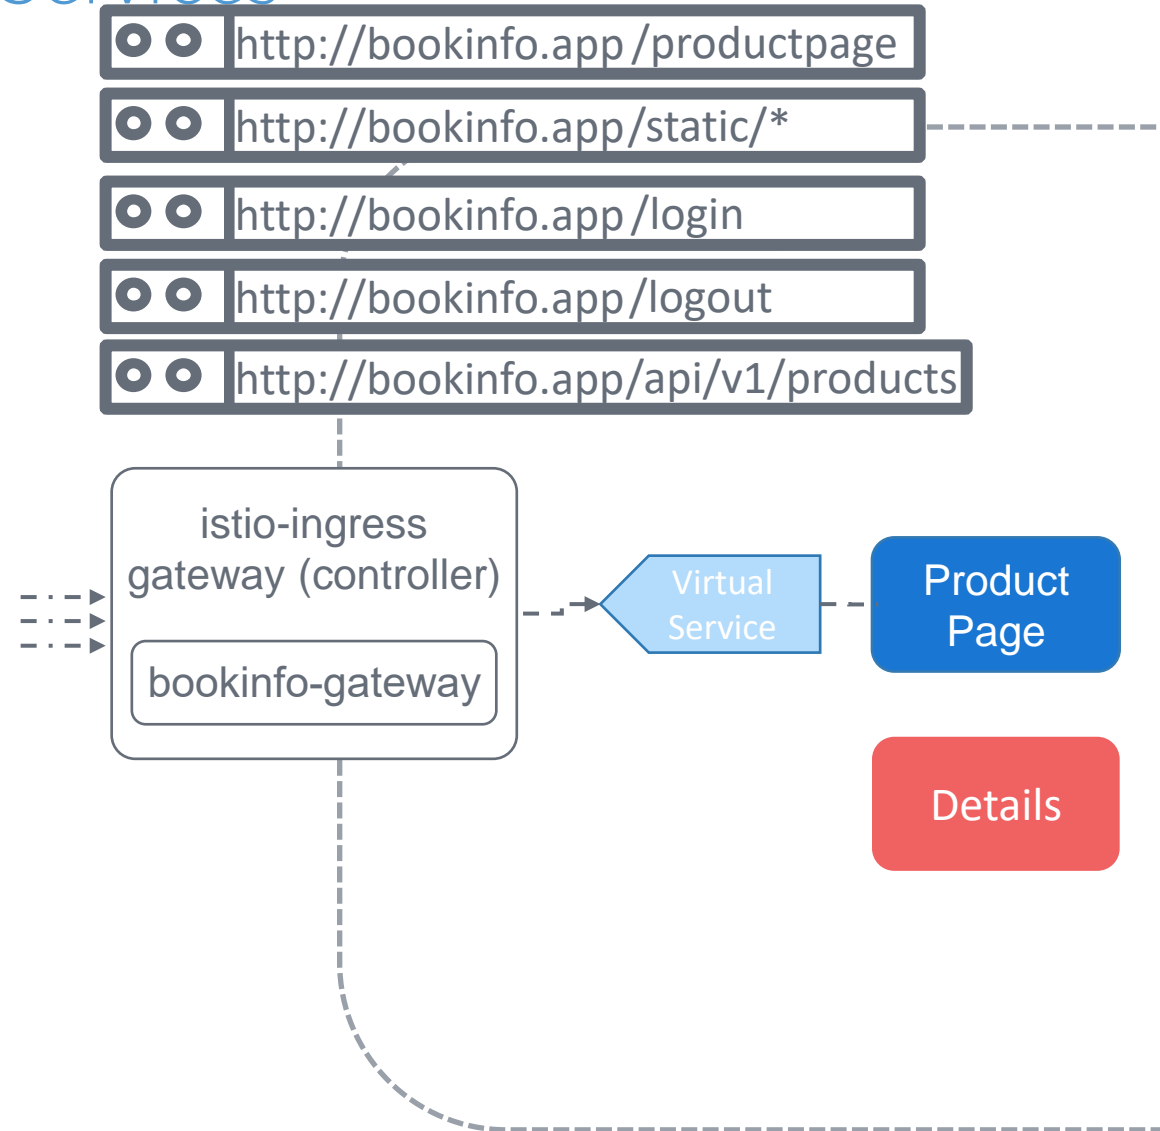 http://bookinfo.app /productpage
http://bookinfo.app/static/*
http://bookinfo.app /login
http://bookinfo.app /logout
http://bookinfo.app/api/v1/products
istio-ingress
gateway (controller)
bookinfo-gateway
Virtual
Service
Product
Page
Details